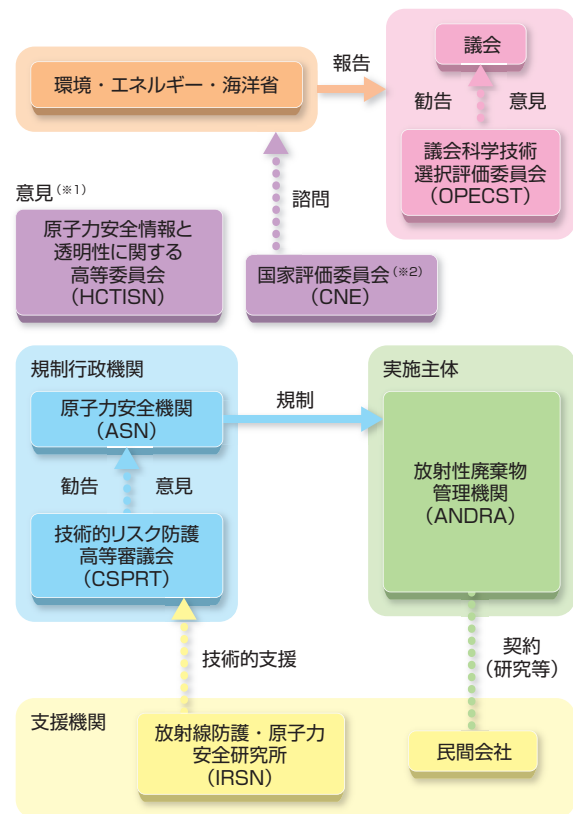 議会
環境・エネルギー・海洋省
報告
勧告 意見
議会科学技術
選択評価委員会
(OPECST)
諮問
意見(※1)
原子力安全情報と
透明性に関する
高等委員会
(HCTISN)
国家評価委員会(※2)
(CNE)
規制行政機関
原子力安全機関
(ASN)
規制
勧告 意見
技術的リスク防護
高等審議会
(CSPRT)
実施主体
放射性廃棄物
管理機関
(ANDRA)
技術的支援
契約
(研究等)
支援機関
放射線防護・原子力
安全研究所
(IRSN)
民間会社